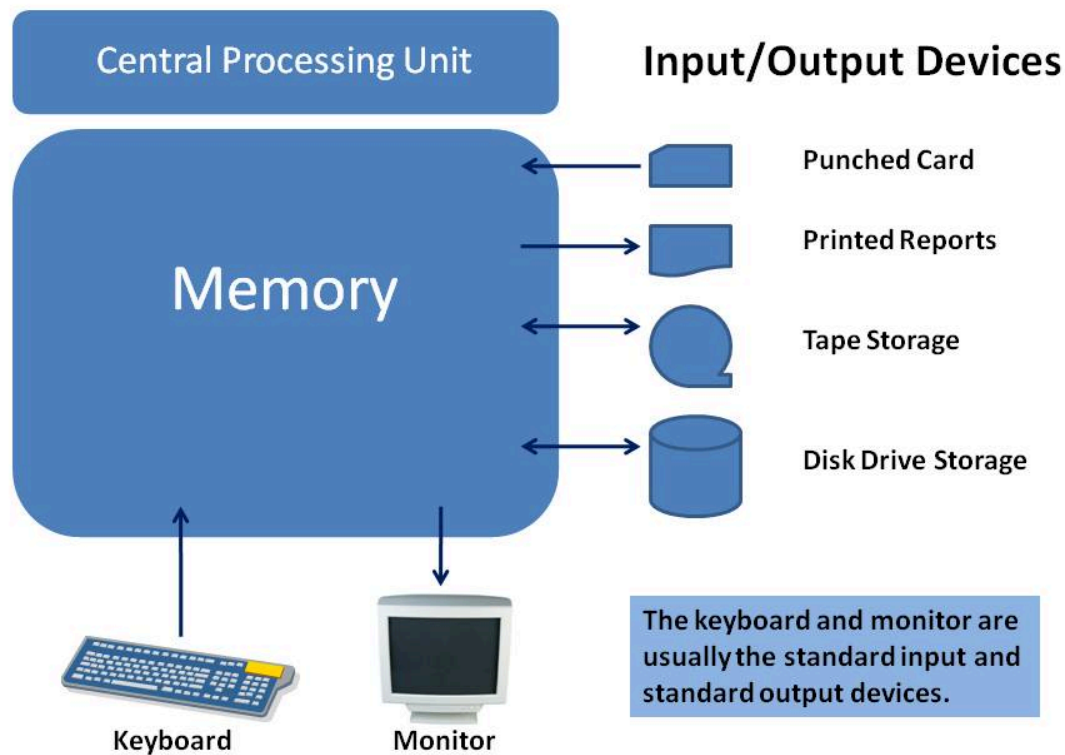 Central Processing Unit
Input/Output Devices
Memory
Punched Card
Printed Reports
Tape Storage
Disk Drive Storage
The keyboard and monitor are
usually the standard input and
standard output devices.
Keyboard
Monitor